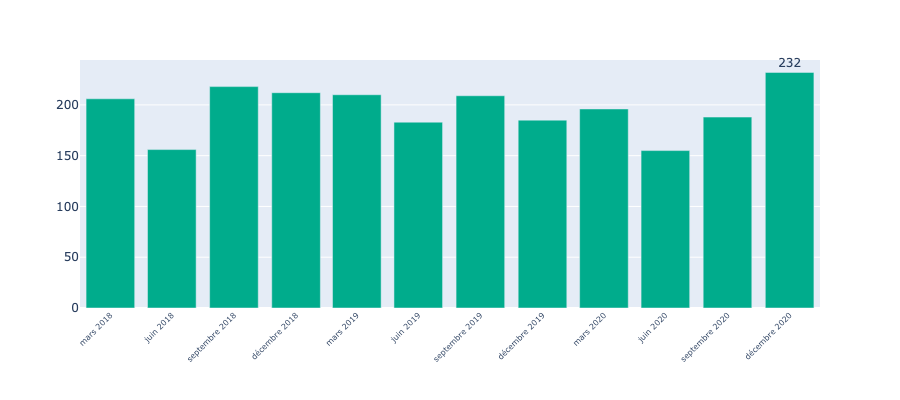 232
200
150
100
50
0
mars 2018
juin 2018
septembre 2018
décembre 2018
mars 2019
juin 2019
septembre 2019
décembre 2019
mars 2020
juin 2020
septembre 2020
décembre 2020